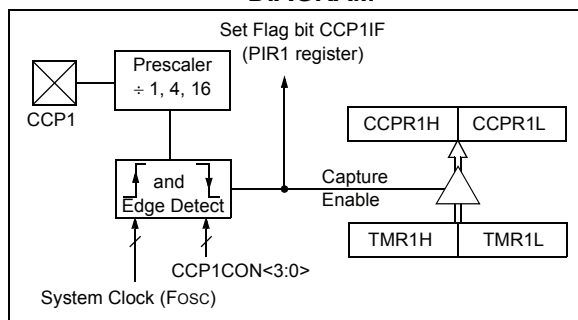 Set Flag bit CCP1IF
(PIR1 register)
Prescaler
÷ 1, 4, 16
CCP1
CCPR1H
CCPR1L
and
Edge Detect
Capture
Enable
TMR1H
TMR1L
CCP1CON<3:0>
System Clock (FOSC)